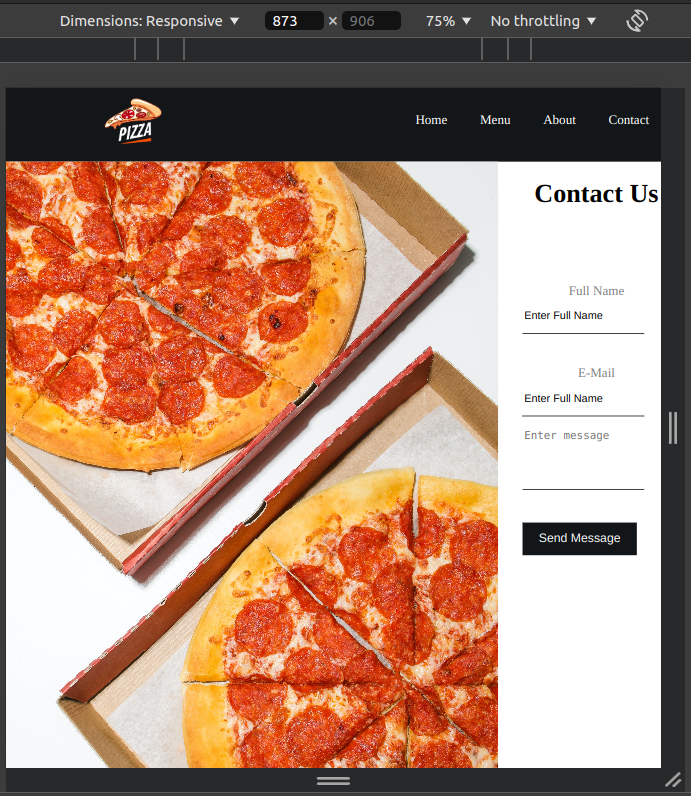 Dimensions: Responsive ▼ 873 × 906 75% ▼ No throttling ▼
PIZZA
Home Menu About Contact
Contact Us
Full Name
Enter Full Name
E-Mail
Enter Full Name
Enter message
Send Message